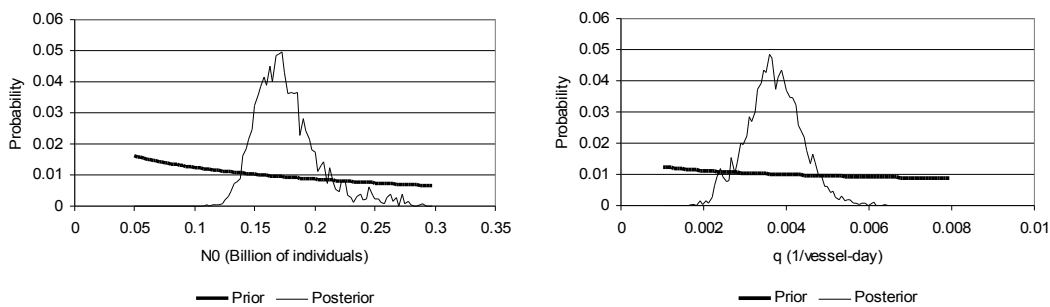 0.06
0.05
0.04
0.03
0.02
0.01
0
Probability
0 0.05 0.1 0.15 0.2 0.25 0.3 0.35
N0 (Billion of individuals)
Prior Posterior
0.06
0.05
0.04
0.03
0.02
0.01
0
Probability
0 0.002 0.004 0.006 0.008 0.01
q (1/vessel-day)
Prior Posterior